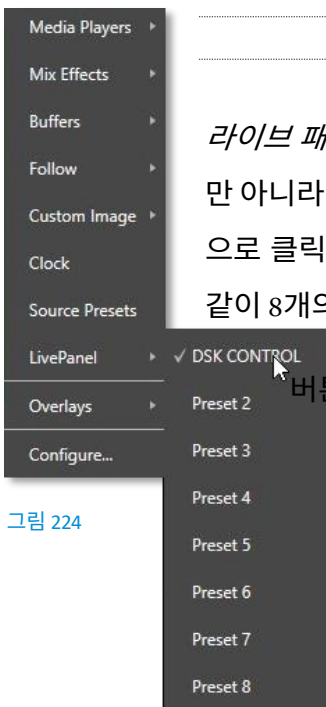 Media Players
Mix Effects
Buffers
Follow
Custom Image
Clock
Source Presets
LivePanel
Overlays
Configure...
라이브 패
만 아니라
으로 클릭
같이 8개의
버튼
✓ DSK CONTROL
Preset 2
Preset 3
Preset 4
Preset 5
Preset 6
Preset 7
Preset 8
그림 224